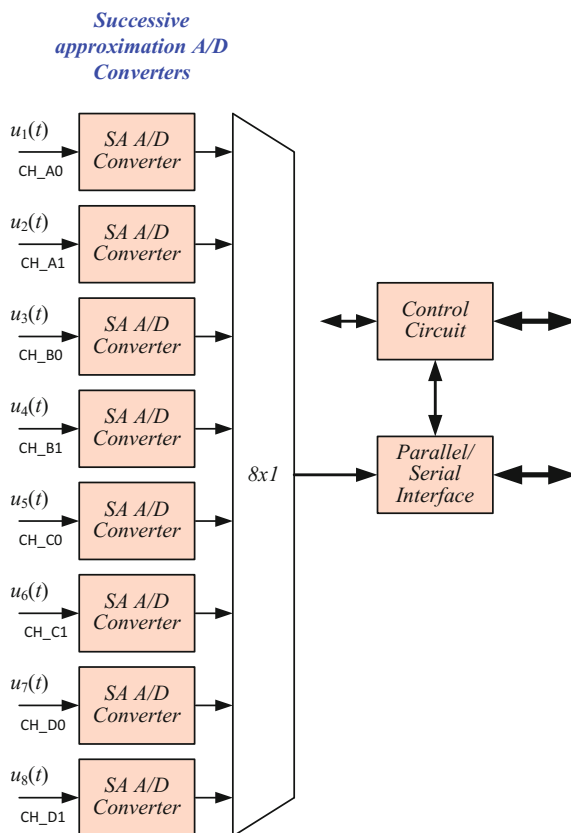 Successive
approximation A/D
Converters
u1(t)
CH_A0
SA A/D
Converter
u2(t)
CH_A1
SA A/D
Converter
u3(t)
CH_B0
SA A/D
Converter
u4(t)
CH_B1
SA A/D
Converter
u5(t)
CH_C0
SA A/D
Converter
u6(t)
CH_C1
SA A/D
Converter
u7(t)
CH_D0
SA A/D
Converter
u8(t)
CH_D1
SA A/D
Converter
8x1
Control
Circuit
Parallel/
Serial
Interface